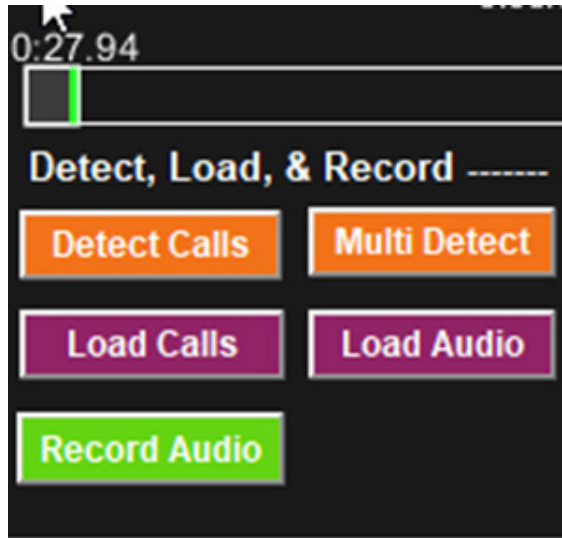 0:27.94
Detect, Load, & Record -------
Detect Calls Multi Detect
Load Calls Load Audio
Record Audio